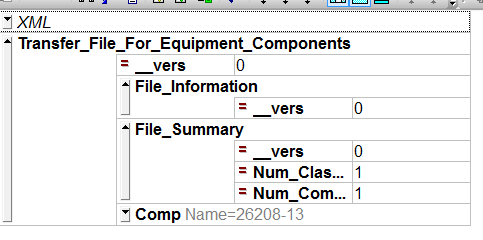 XML
Transfer_File_For_Equipment_Components
= __vers 0
File_Information
= __vers 0
File_Summary
= __vers 0
= Num_Clas... 1
= Num_Com... 1
Comp Name=26208-13